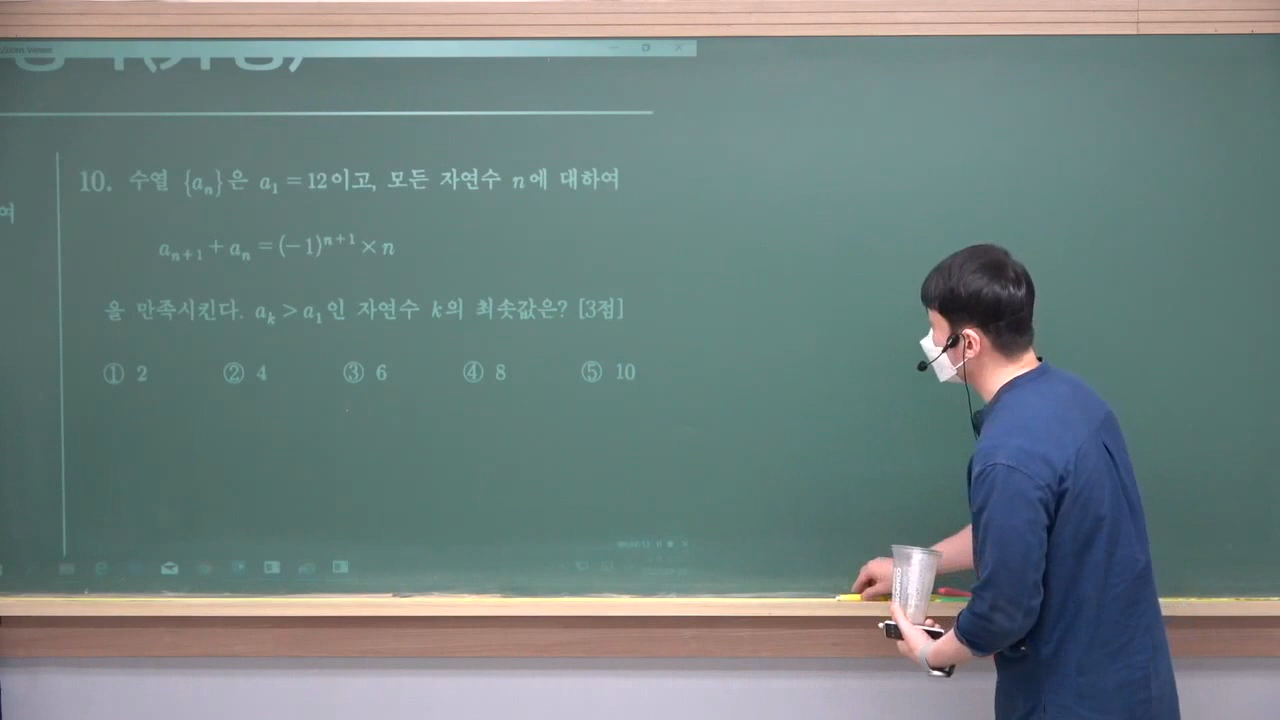 10. 수열 {aₙ}은 a₁ = 12이고, 모든 자연수 n에 대하여
여
aₙ₊₁ + aₙ = (−1)ⁿ⁺¹ × n
을 만족시킨다. aₖ > a₁인 자연수 k의 최솟값은? [3점]
① 2 ② 4 ③ 6 ④ 8 ⑤ 10